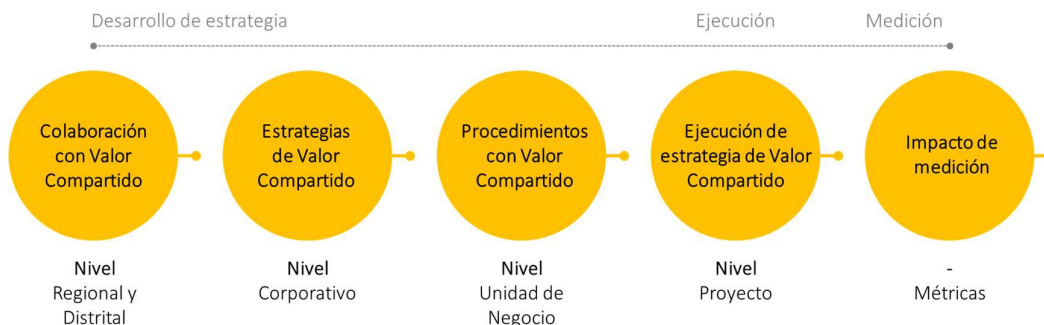 Desarrollo de estrategia
Ejecución
Medición
Colaboración
con Valor
Compartido
Estrategias
de Valor
Compartido
Procedimientos
con Valor
Compartido
Ejecución de
estrategia de Valor
Compartido
Impacto de
medición
Nivel
Regional y
Distrital
Nivel
Corporativo
Nivel
Unidad de
Negocio
Nivel
Proyecto
-
Métricas